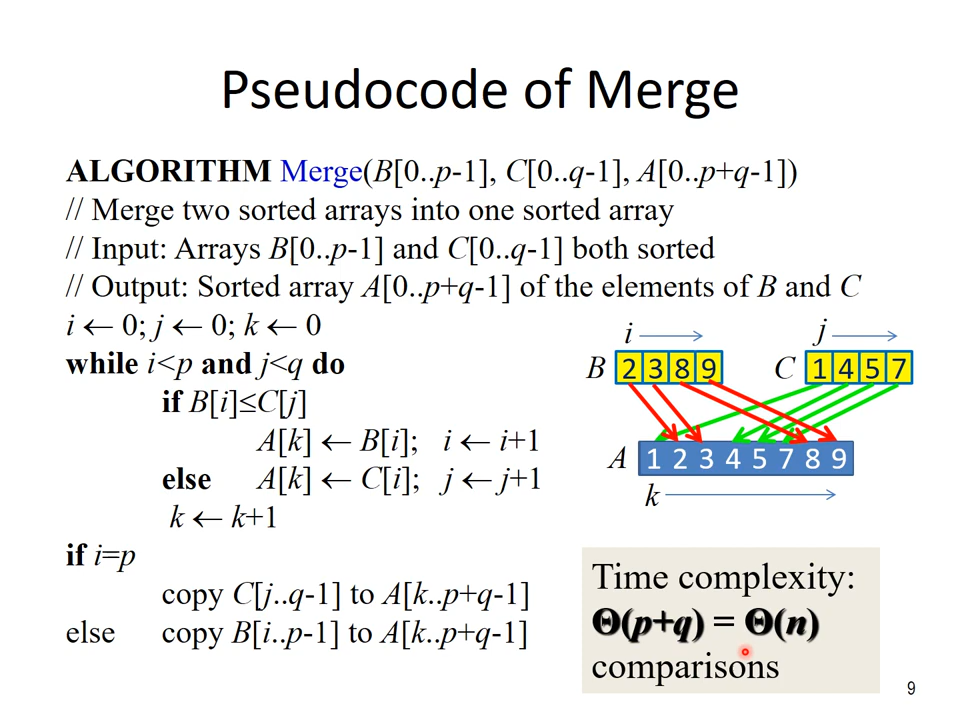 Pseudocode of Merge
ALGORITHM Merge(B[0..p-1], C[0..q-1], A[0..p+q-1])
// Merge two sorted arrays into one sorted array
// Input: Arrays B[0..p-1] and C[0..q-1] both sorted
// Output: Sorted array A[0..p+q-1] of the elements of B and C
i ← 0; j ← 0; k ← 0
while i<p and j<q do
if B[i]≤C[j]
A[k] ← B[i]; i ← i+1
else A[k] ← C[i]; j ← j+1
k ← k+1
if i=p
copy C[j..q-1] to A[k..p+q-1]
else copy B[i..p-1] to A[k..p+q-1]
i j
B 2 3 8 9 C 1 4 5 7
A 1 2 3 4 5 7 8 9
k
Time complexity:
Θ(p+q) = Θ(n)
comparisons
9